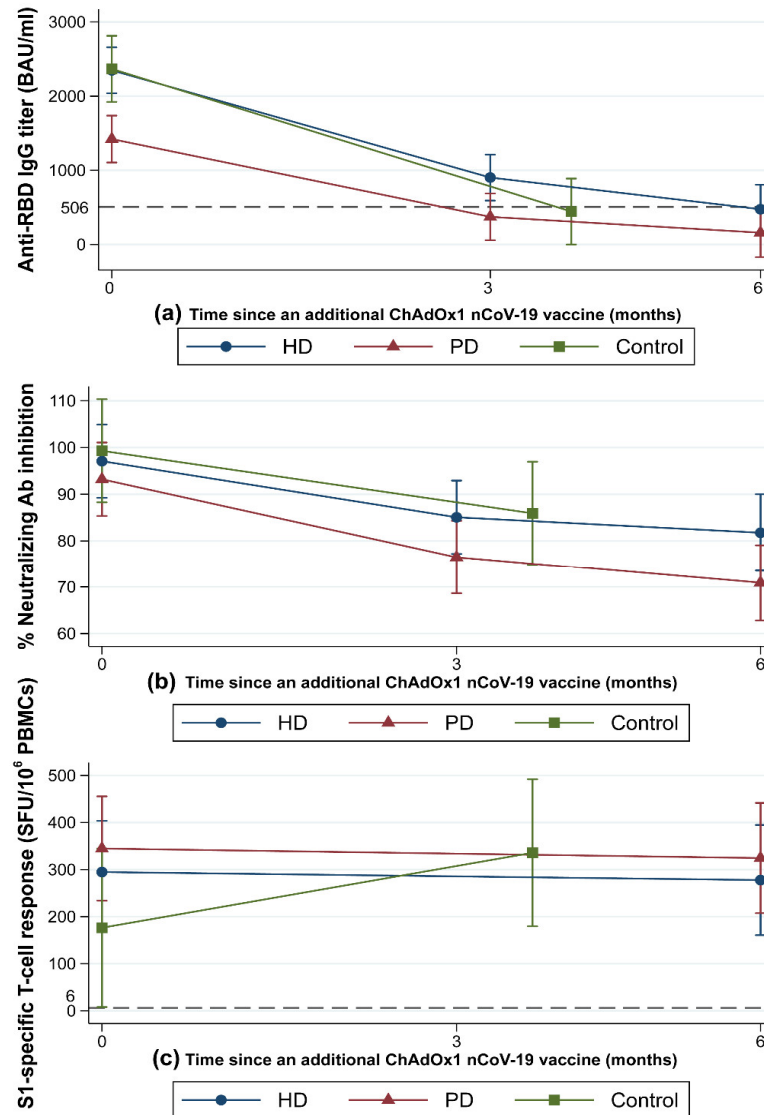 Anti-RBD IgG titer (BAU/ml)
3000
2000
1000
506
0
0 3 6
(a) Time since an additional ChAdOx1 nCoV-19 vaccine (months)
HD PD Control
% Neutralizing Ab inhibition
110
100
90
80
70
60
0 3 6
(b) Time since an additional ChAdOx1 nCoV-19 vaccine (months)
HD PD Control
S1-specific T-cell response (SFU/10⁶ PBMCs)
500
400
300
200
100
6
0
0 3 6
(c) Time since an additional ChAdOx1 nCoV-19 vaccine (months)
HD PD Control